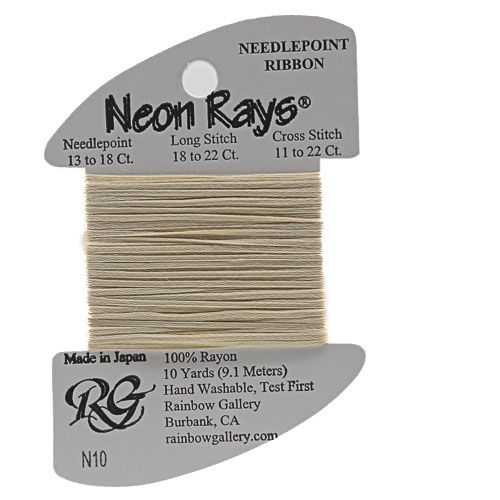 NEEDLEPOINT
RIBBON
Neon Rays®
Needlepoint
13 to 18 Ct.
Long Stitch
18 to 22 Ct.
Cross Stitch
11 to 22 Ct.
Made in Japan
RG
N10
100% Rayon
10 Yards (9.1 Meters)
Hand Washable, Test First
Rainbow Gallery
Burbank, CA
rainbowgallery.com